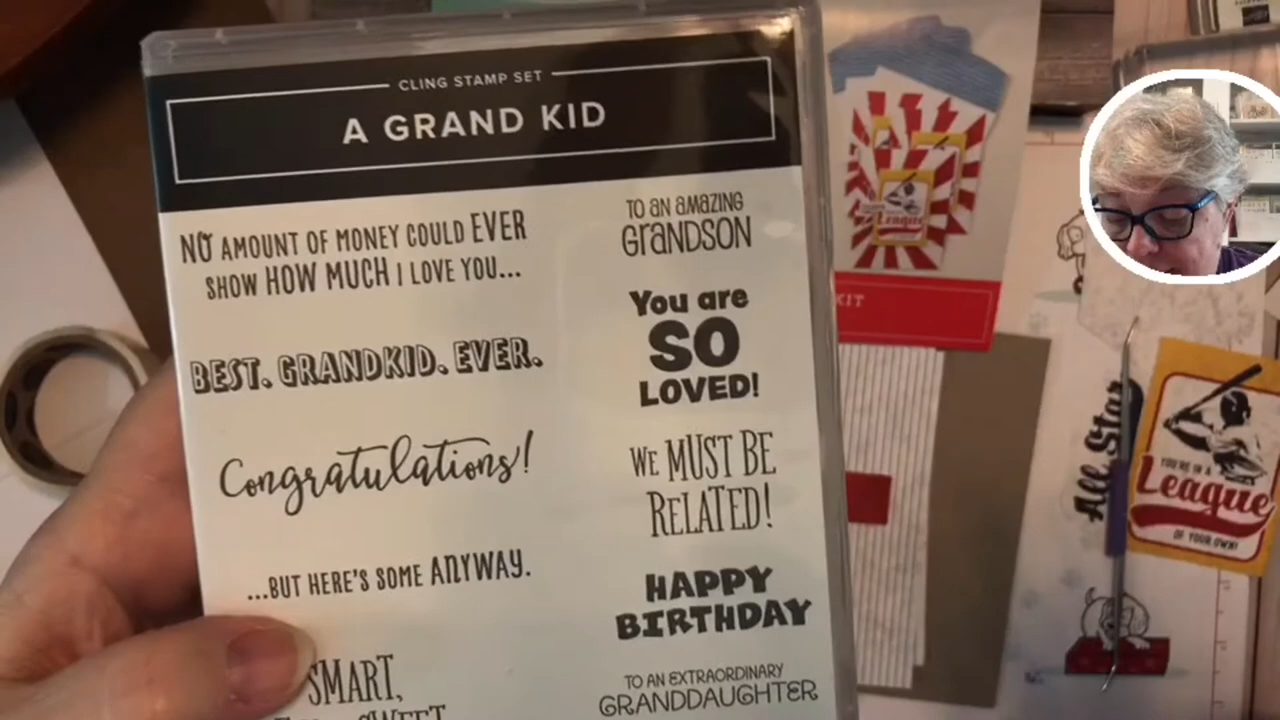 CLING STAMP SET
A GRAND KID
NO AMOUNT OF MONEY COULD EVER
SHOW HOW MUCH I LOVE YOU...
BEST. GRANDKID. EVER.
Congratulations!
...BUT HERE'S SOME ANYWAY.
SMART,
SWEET
TO AN AMAZING
GRANDSON
You are
SO
LOVED!
WE MUST BE
RELATED!
HAPPY
BIRTHDAY
TO AN EXTRAORDINARY
GRANDDAUGHTER
League
KIT
All Star
YOU'RE IN A
League
OF YOUR OWN!